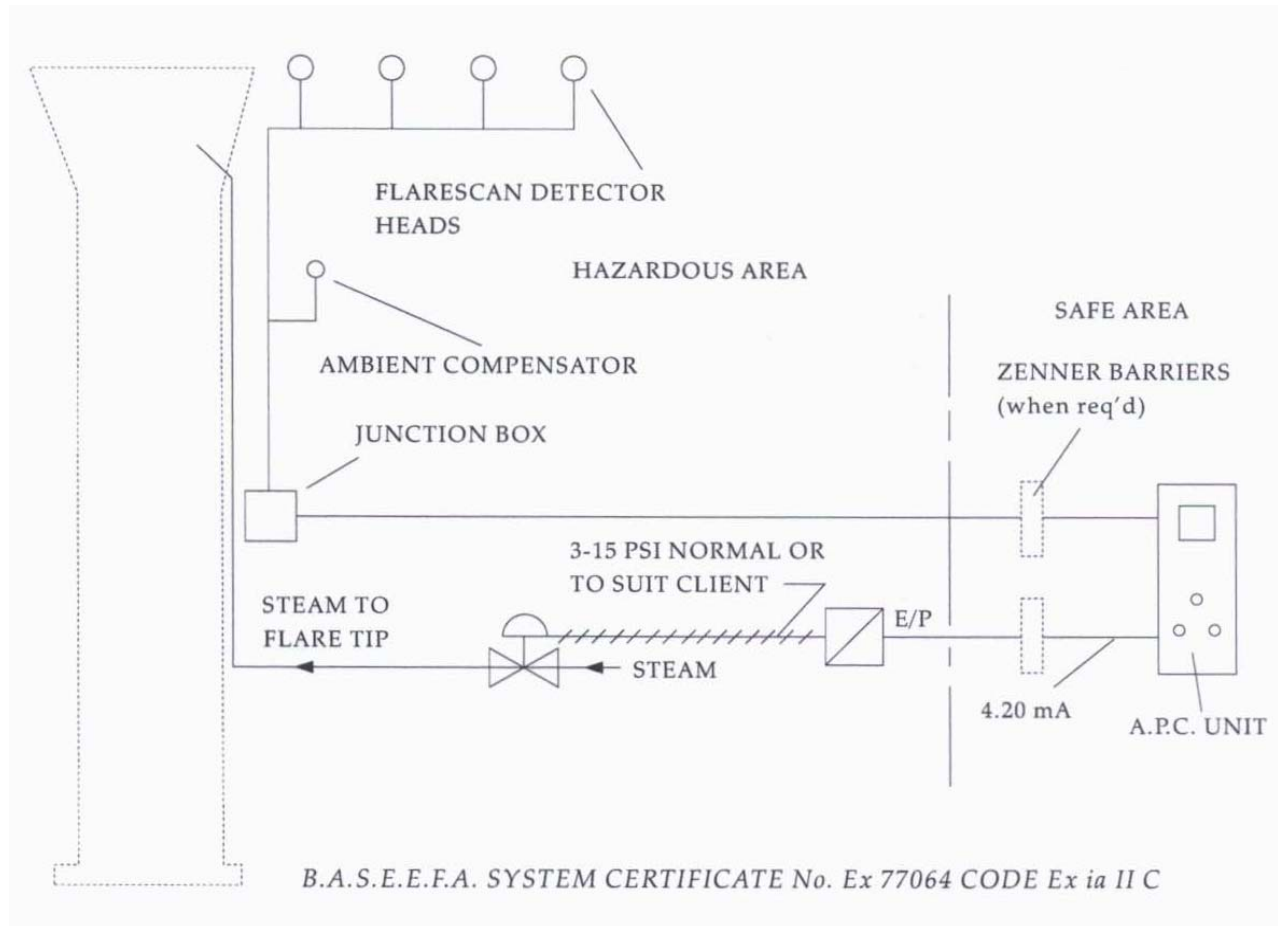 FLARESCAN DETECTOR
HEADS
HAZARDOUS AREA
SAFE AREA
AMBIENT COMPENSATOR
ZENNER BARRIERS
(when req'd)
JUNCTION BOX
3-15 PSI NORMAL OR
TO SUIT CLIENT
STEAM TO
FLARE TIP
E/P
STEAM
4.20 mA
A.P.C. UNIT
B.A.S.E.E.F.A. SYSTEM CERTIFICATE No. Ex 77064 CODE Ex ia II C